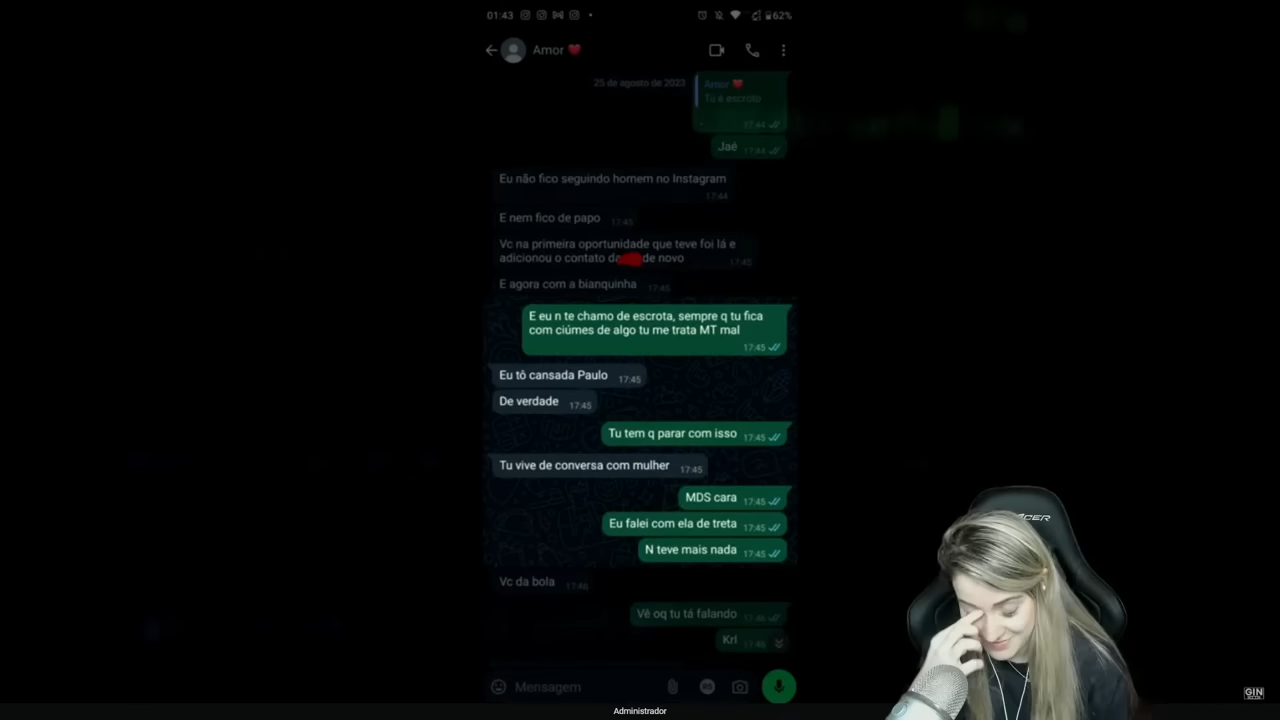 01:43
62%
Amor
25 de agosto de 2023
Amor
Tu é escroto
17:44
Jaé 17:44
Eu não fico seguindo homem no Instagram
17:44
E nem fico de papo 17:45
Vc na primeira oportunidade que teve foi lá e
adicionou o contato da de novo 17:45
E agora com a bianquinha 17:45
E eu n te chamo de escrota, sempre q tu fica
com ciúmes de algo tu me trata MT mal
17:45
Eu tô cansada Paulo 17:45
De verdade 17:45
Tu tem q parar com isso 17:45
Tu vive de conversa com mulher 17:45
MDS cara 17:45
Eu falei com ela de treta 17:45
N teve mais nada 17:45
Vc da bola 17:46
Vê oq tu tá falando 17:46
Krl 17:46
Mensagem
Administrador
GIN